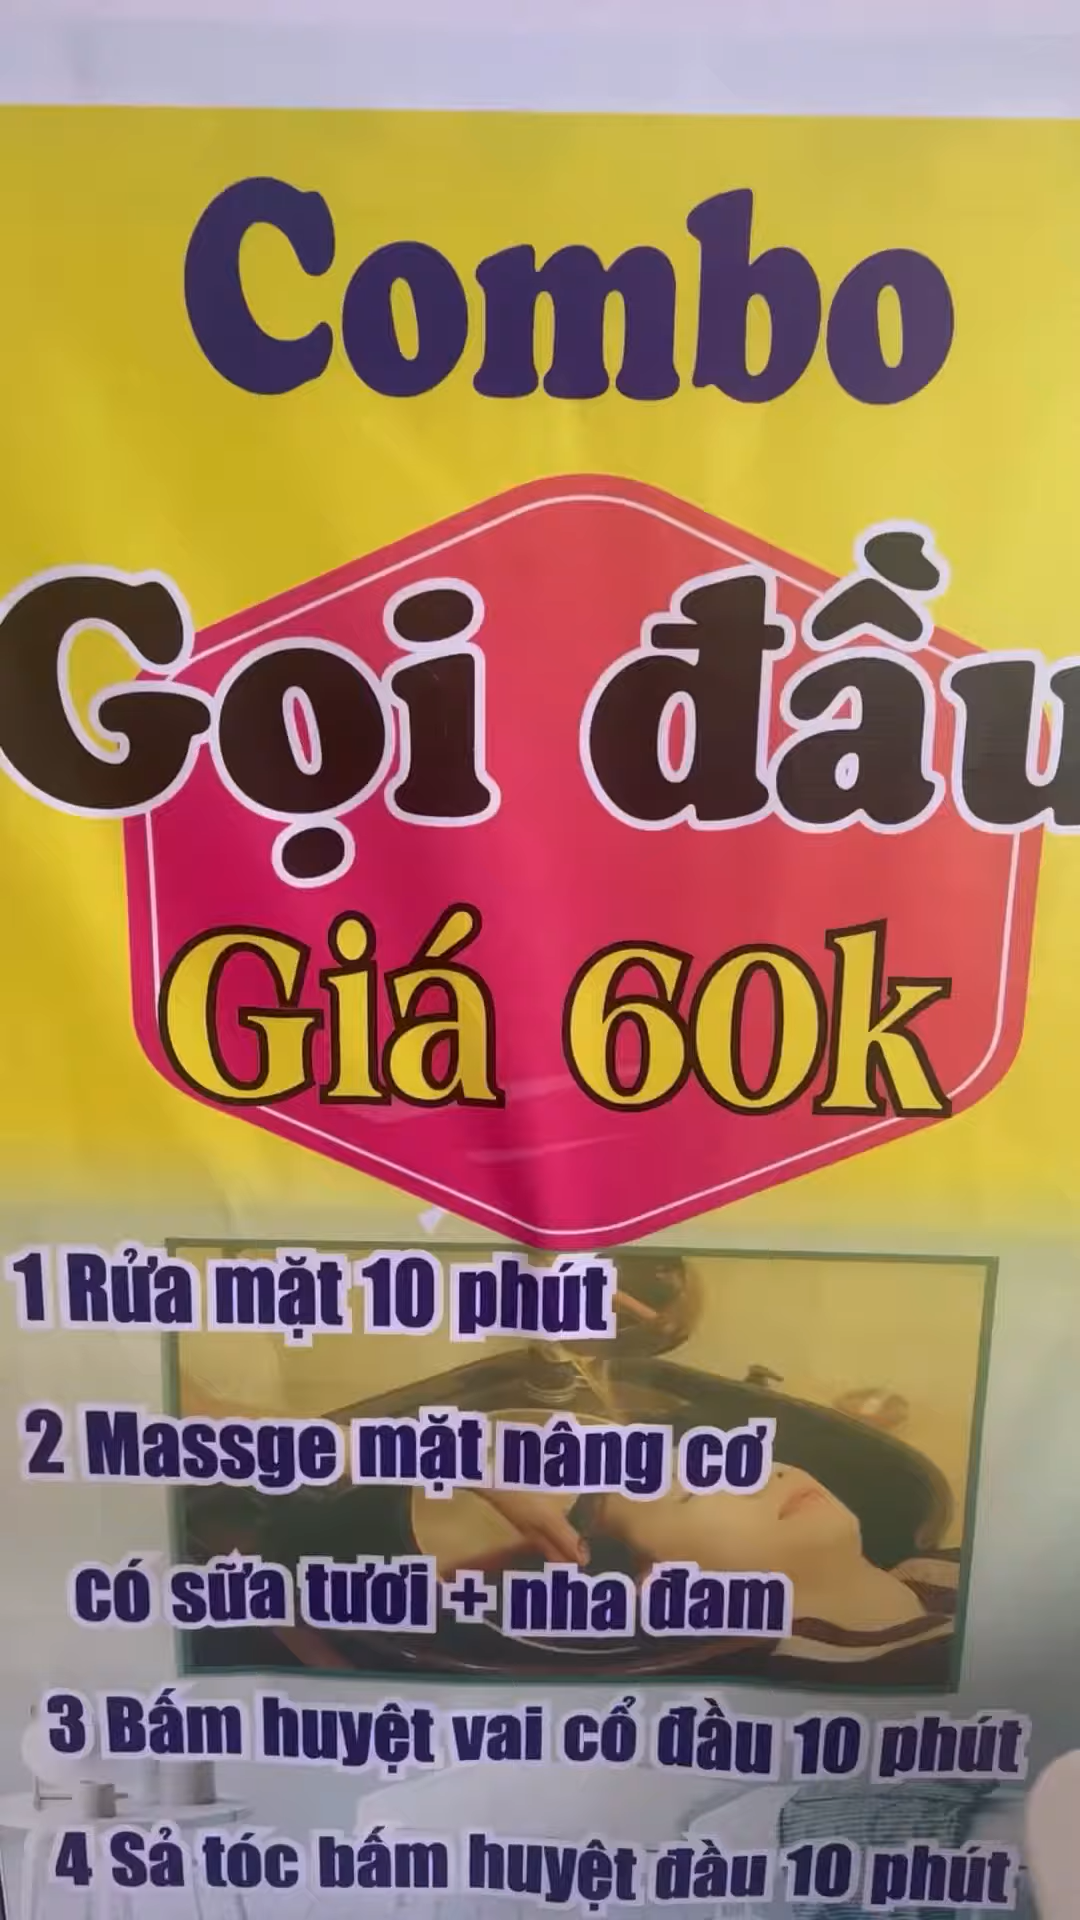 Combo
Gọi đầu
Giá 60k
1 Rửa mặt 10 phút
2 Massge mặt nâng cơ
có sữa tươi + nha đam
3 Bấm huyệt vai cổ đầu 10 phút
4 Sả tóc bấm huyệt đầu 10 phút